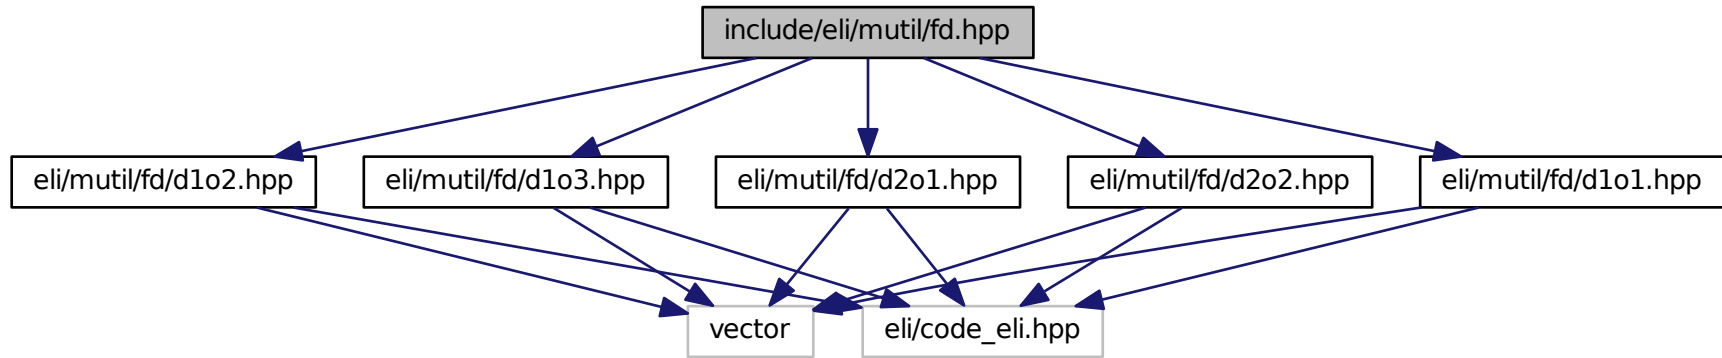 include/eli/mutil/fd.hpp
eli/mutil/fd/d1o2.hpp
eli/mutil/fd/d1o3.hpp
eli/mutil/fd/d2o1.hpp
eli/mutil/fd/d2o2.hpp
eli/mutil/fd/d1o1.hpp
vector
eli/code_eli.hpp